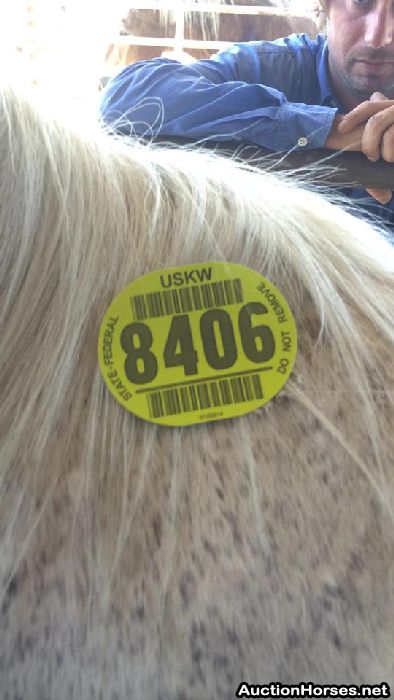 USKW
8406
STATE-FEDERAL
DO NOT REMOVE
AuctionHorses.net